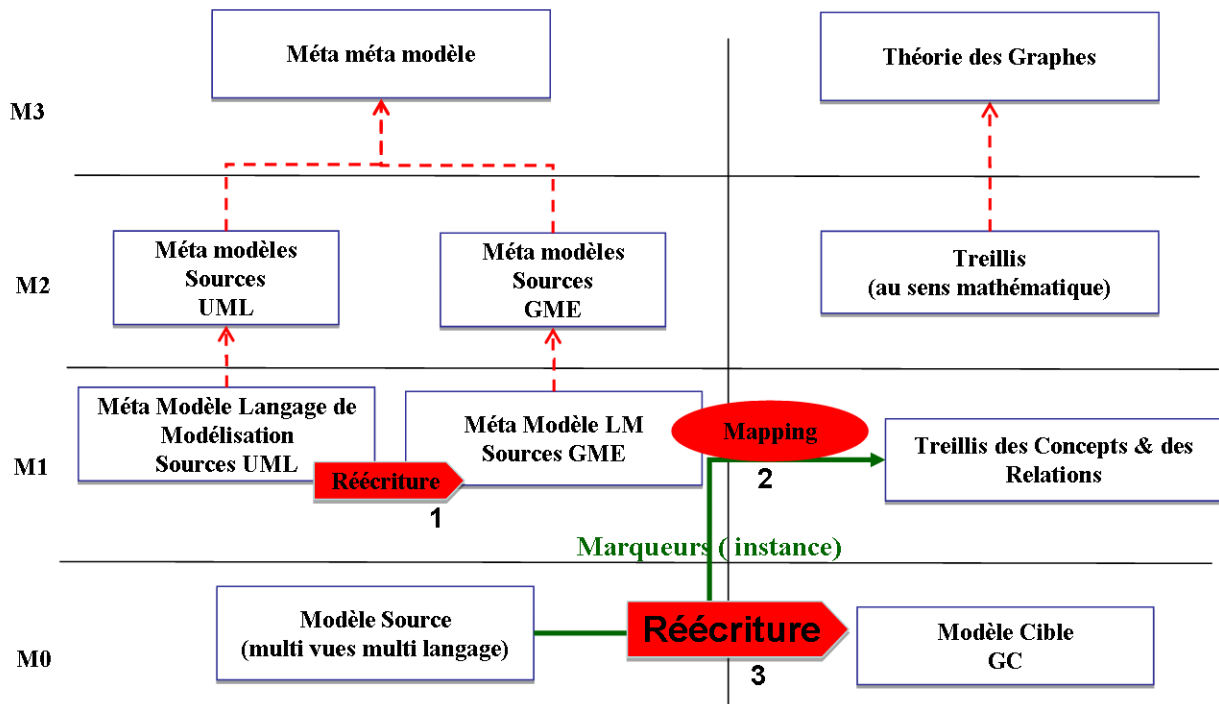 Méta méta modèle
Théorie des Graphes
M3
Méta modèles
Sources
UML
Méta modèles
Sources
GME
Treillis
(au sens mathématique)
M2
Méta Modèle Langage de
Modélisation
Sources UML
Méta Modèle LM
Sources GME
Mapping
Treillis des Concepts & des
Relations
M1
Réécriture
1
2
Marqueurs ( instance)
Modèle Source
(multi vues multi langage)
Réécriture
Modèle Cible
GC
M0
3